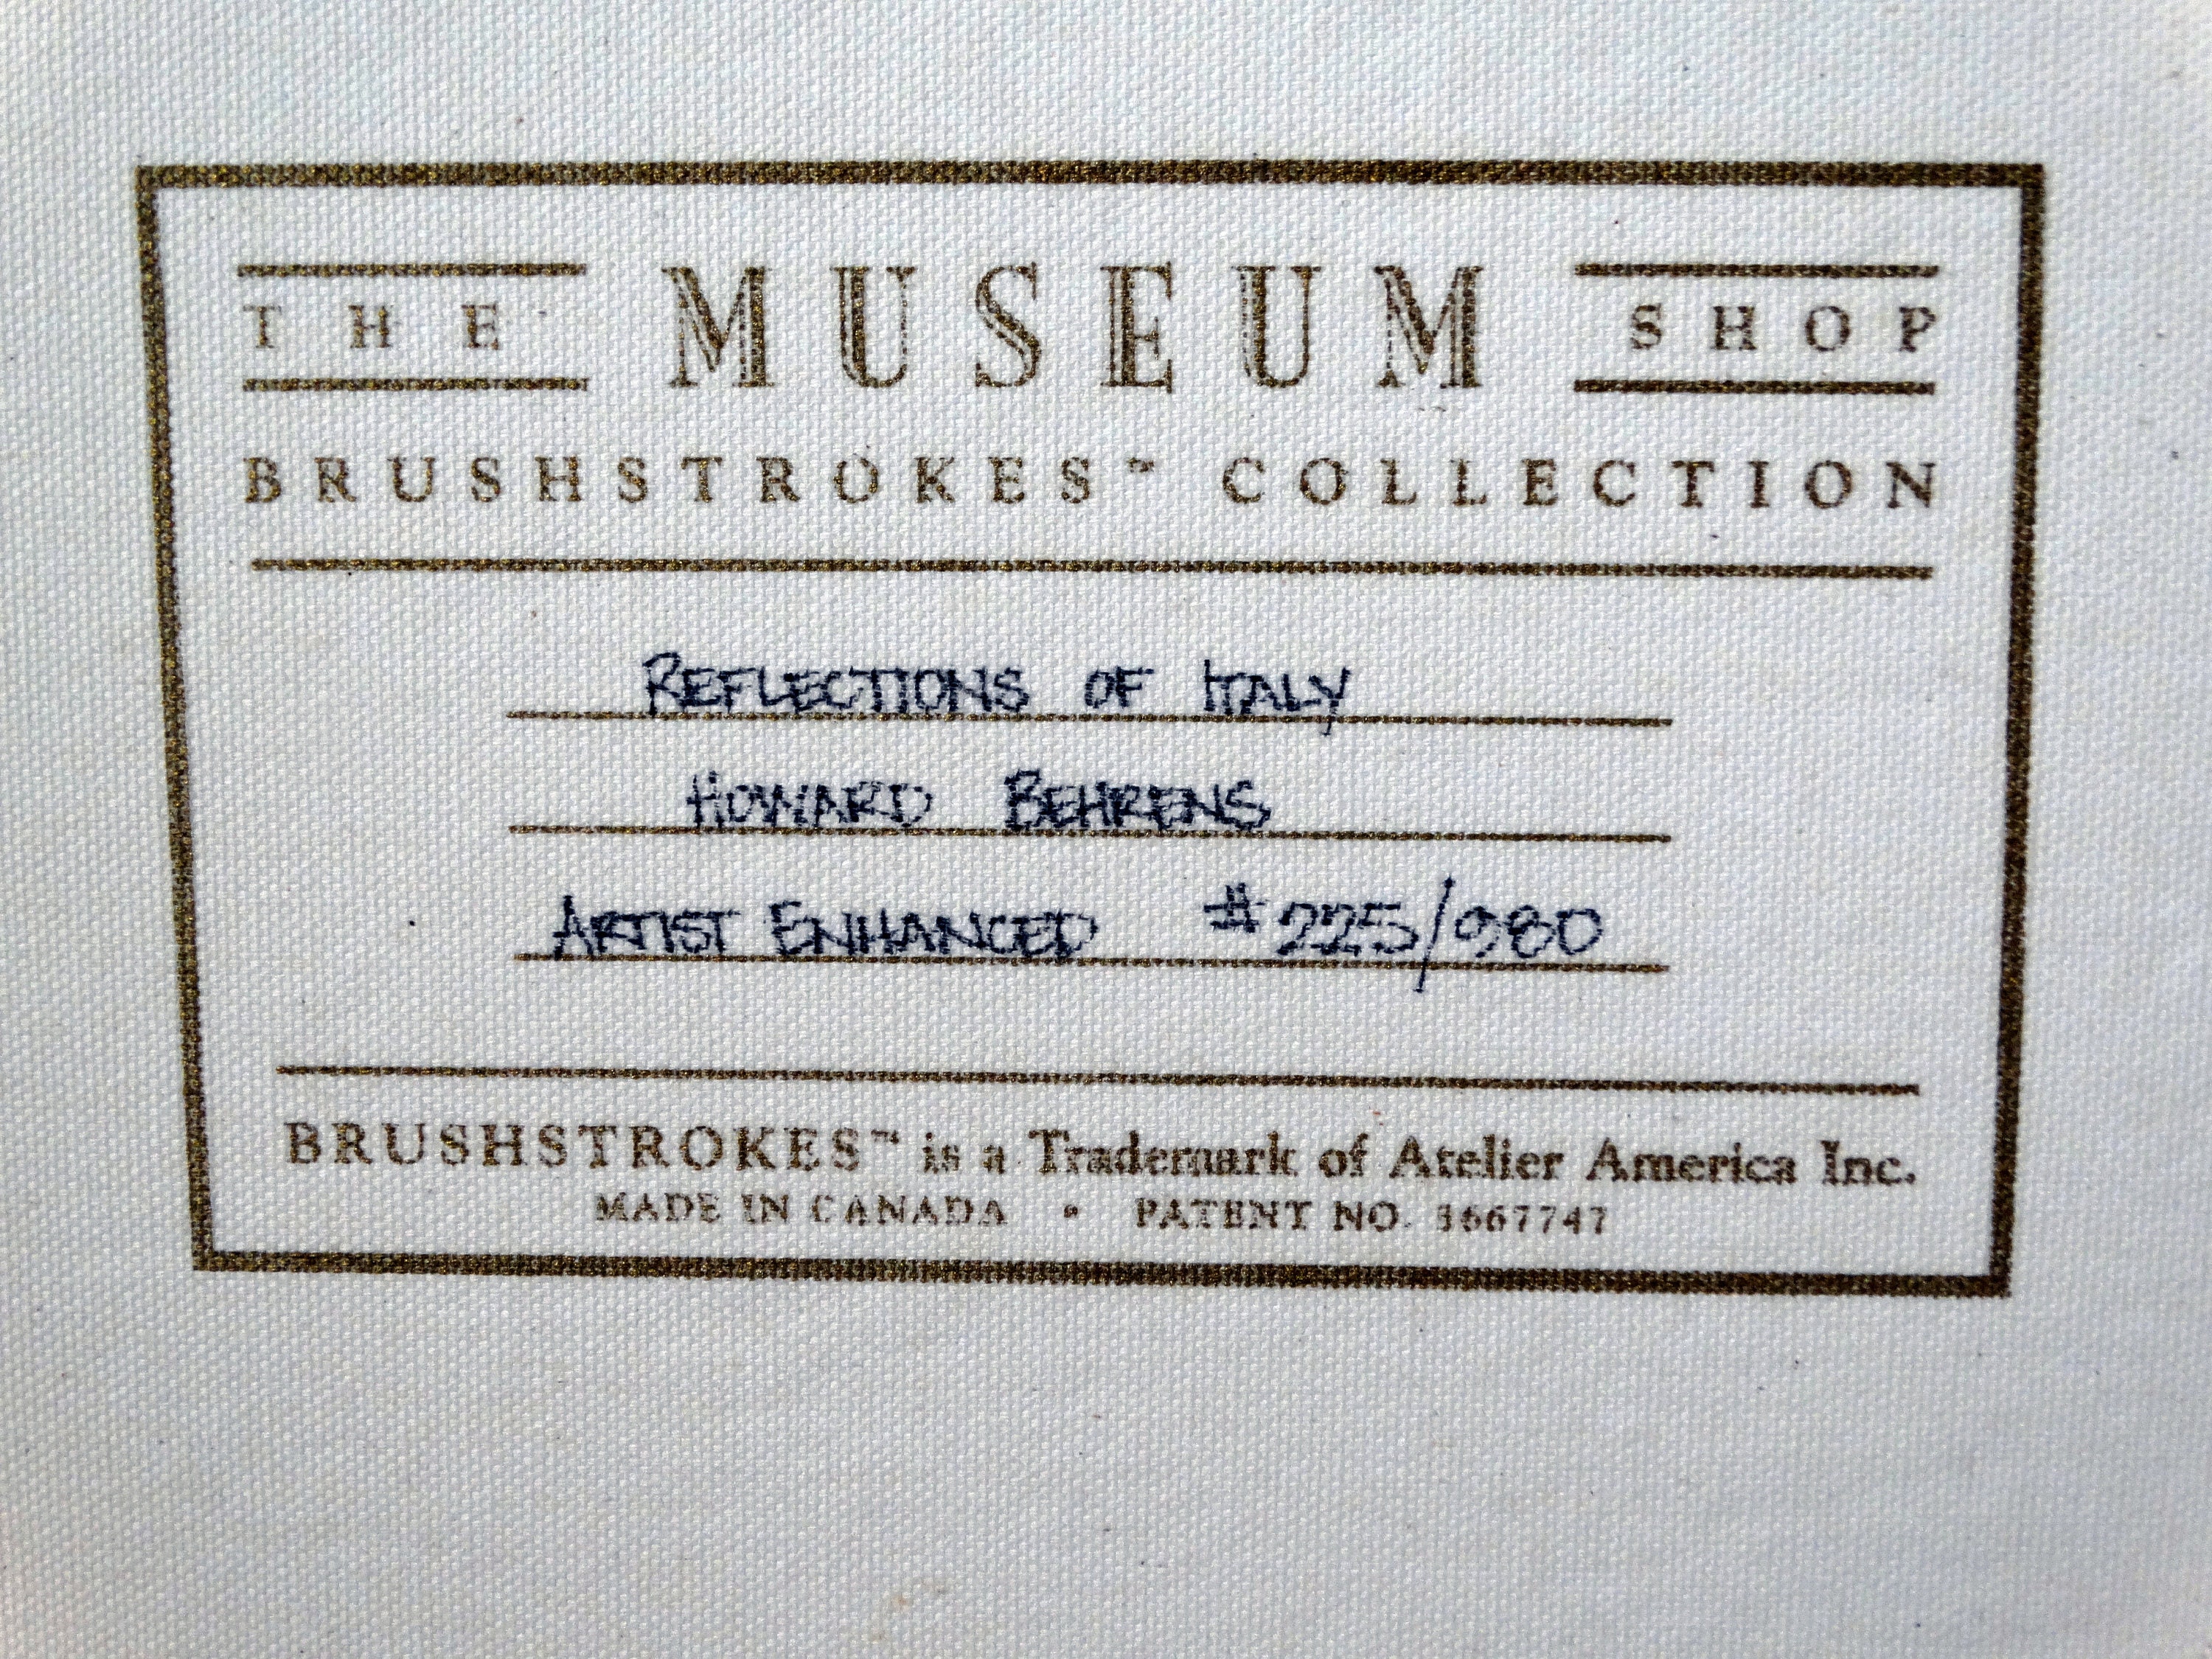 THE MUSEUM SHOP
BRUSHSTROKES™ COLLECTION
REFLECTIONS OF ITALY
HOWARD BEHRENS
ARTIST ENHANCED #225/980
BRUSHSTROKES™ is a Trademark of Atelier America Inc.
MADE IN CANADA • PATENT NO. 3667747